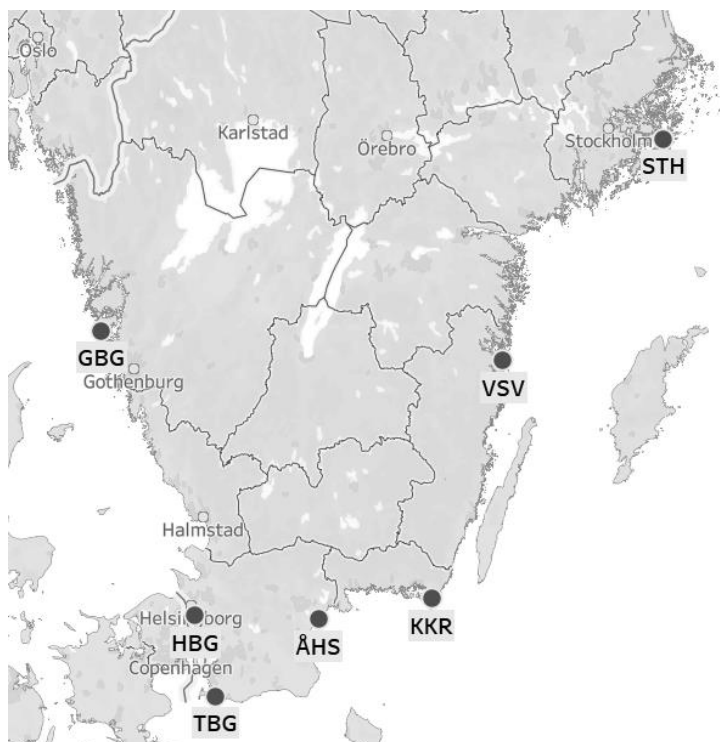 Oslo
Karlstad
Örebro
Stockholm
STH
GBG
Gothenburg
VSV
Halmstad
Helsingborg
HBG
ÅHS
KKR
Copenhagen
TBG